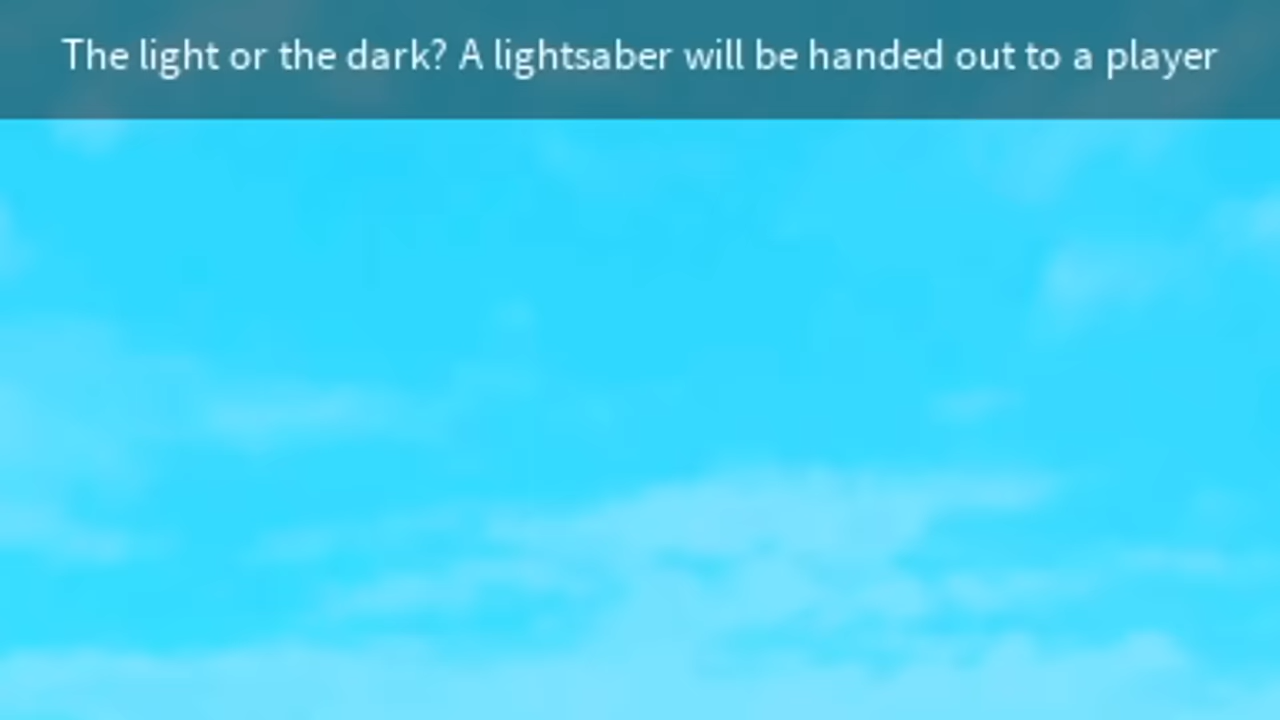 The light or the dark? A lightsaber will be handed out to a player